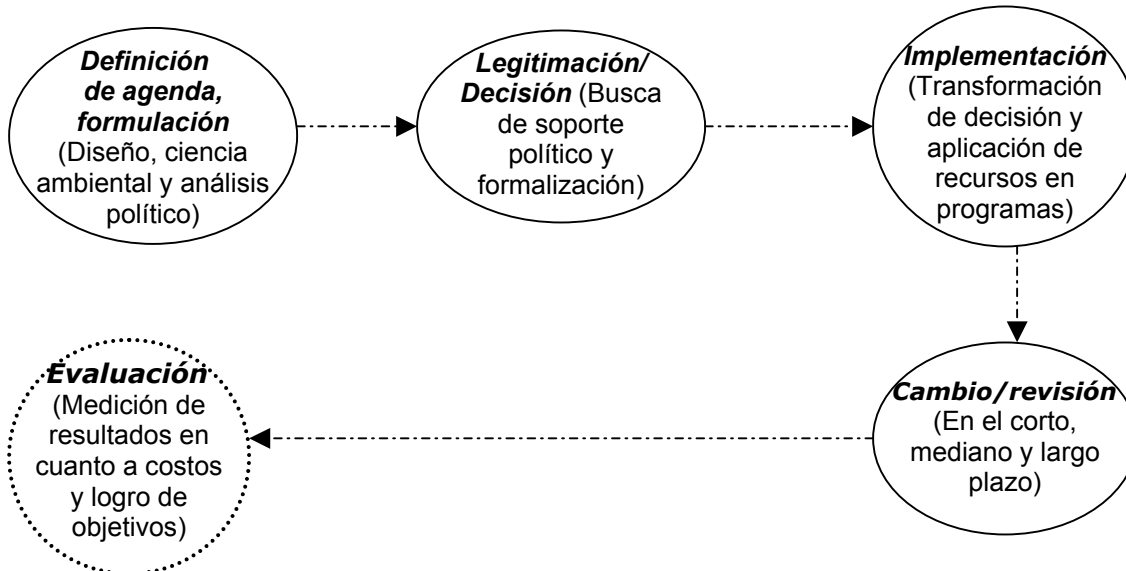 Definición
de agenda,
formulación
(Diseño, ciencia
ambiental y análisis
político)
Legitimación/
Decisión (Busca
de soporte
político y
formalización)
Implementación
(Transformación
de decisión y
aplicación de
recursos en
programas)
Cambio/revisión
(En el corto,
mediano y largo
plazo)
Evaluación
(Medición de
resultados en
cuanto a costos
y logro de
objetivos)